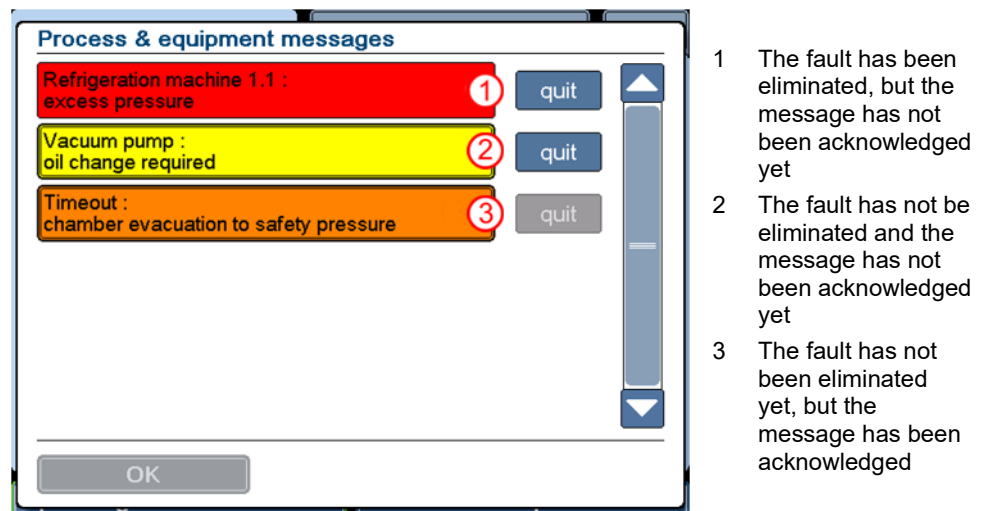 Process & equipment messages
Refrigeration machine 1.1 :
excess pressure
1
quit
Vacuum pump :
oil change required
2
quit
Timeout :
chamber evacuation to safety pressure
3
quit
OK
1 The fault has been
eliminated, but the
message has not
been acknowledged
yet
2 The fault has not be
eliminated and the
message has not
been acknowledged
yet
3 The fault has not
been eliminated
yet, but the
message has been
acknowledged